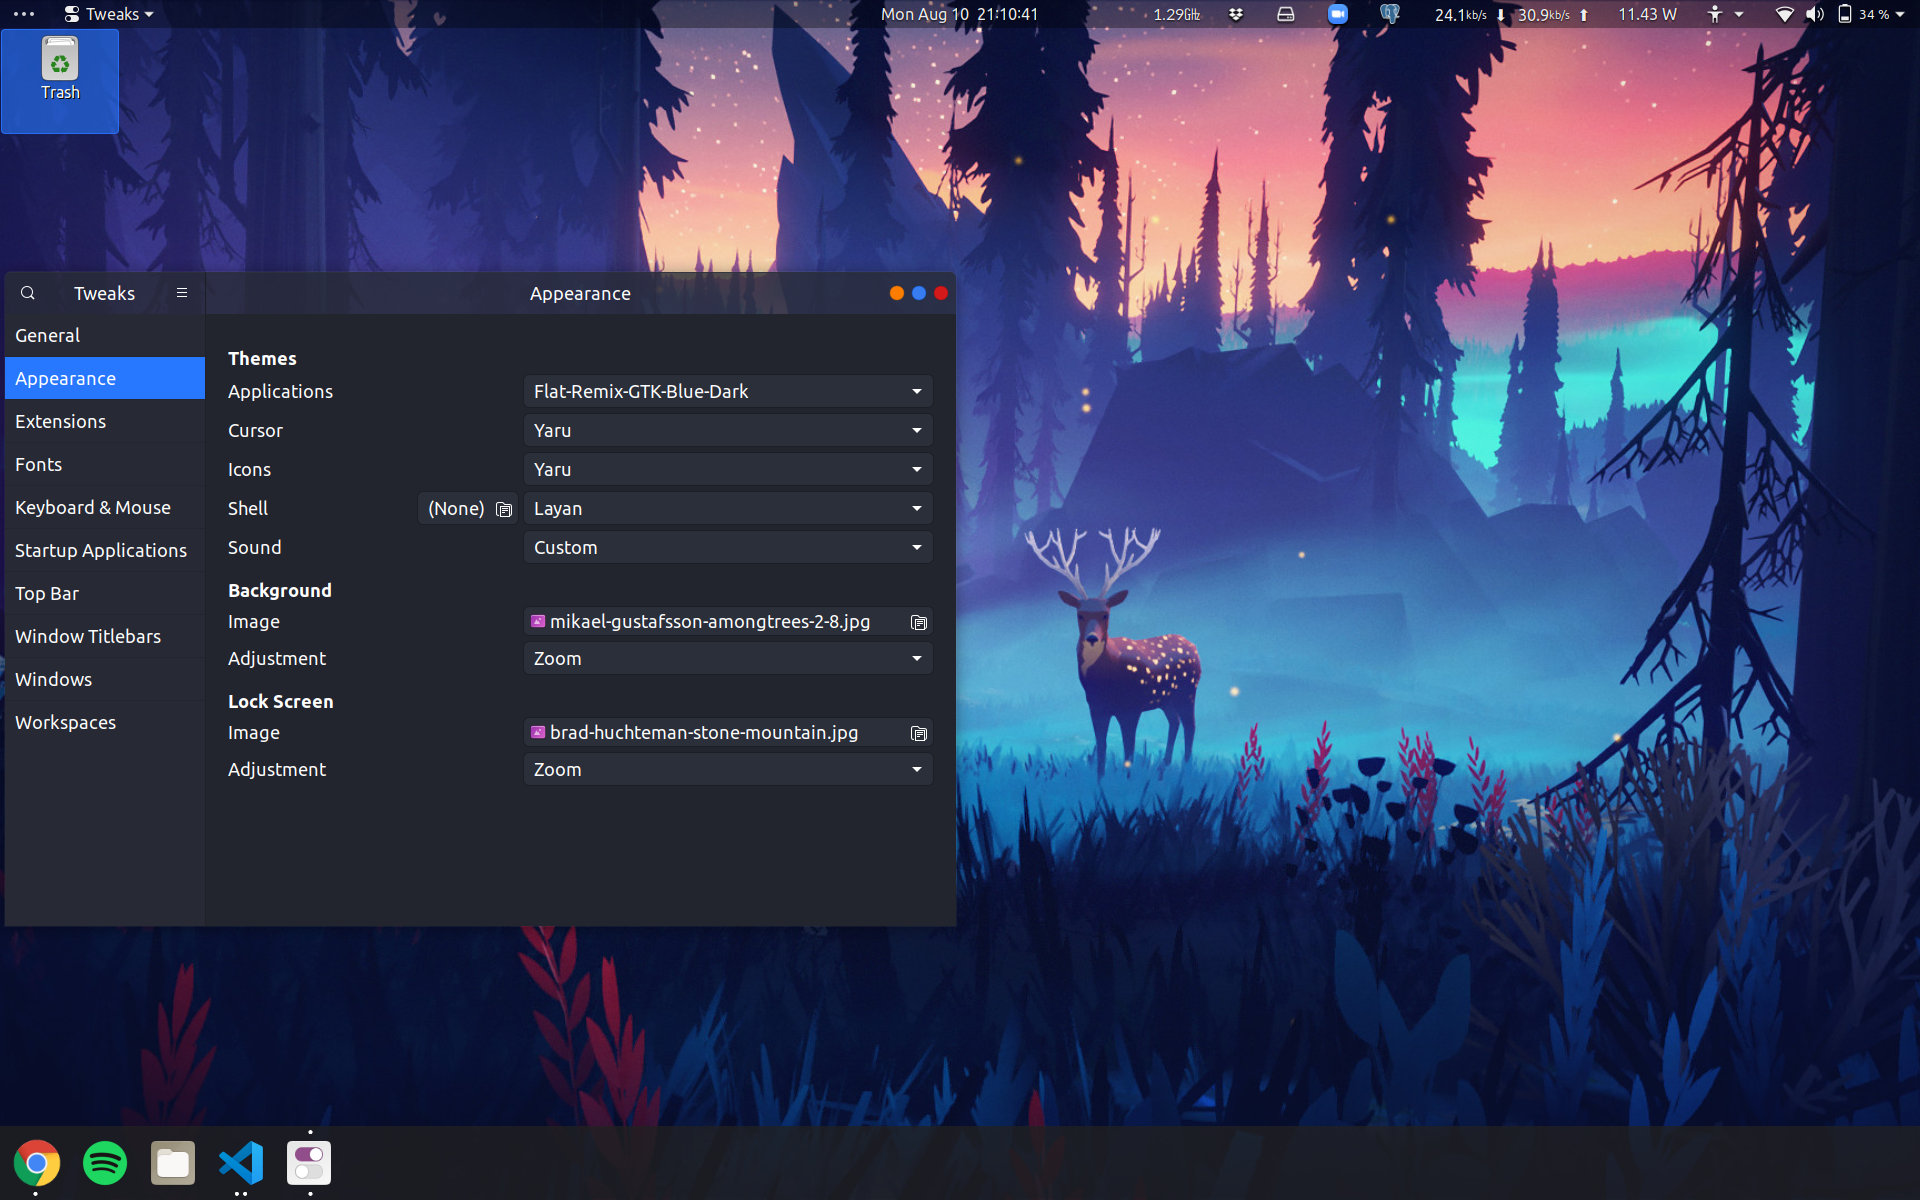 Tweaks
Mon Aug 10 21:10:41
1.29GHz
24.1kb/s ↓ 30.9kb/s ↑
11.43 W
34 %
Trash
Tweaks
Appearance
General
Appearance
Extensions
Fonts
Keyboard & Mouse
Startup Applications
Top Bar
Window Titlebars
Windows
Workspaces
Themes
Applications Flat-Remix-GTK-Blue-Dark
Cursor Yaru
Icons Yaru
Shell (None) Layan
Sound Custom
Background
Image mikael-gustafsson-amongtrees-2-8.jpg
Adjustment Zoom
Lock Screen
Image brad-huchteman-stone-mountain.jpg
Adjustment Zoom